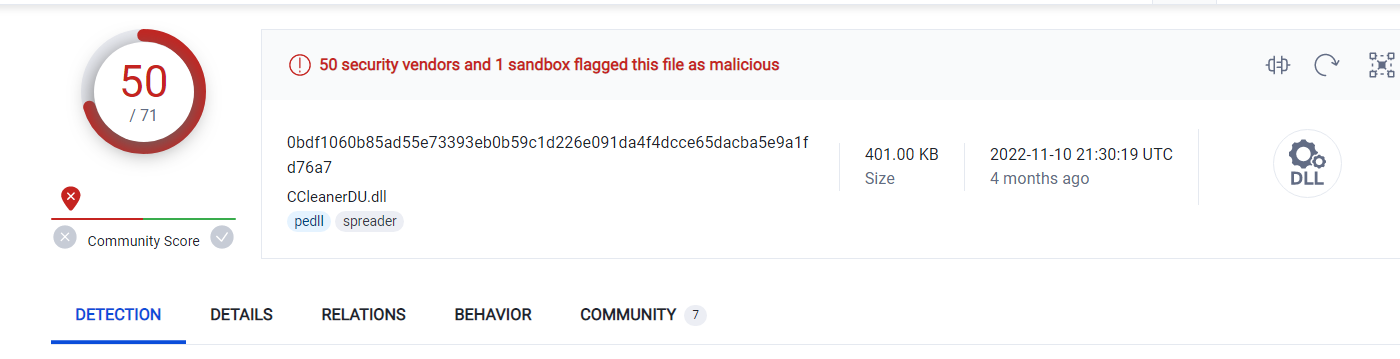 50
/ 71
Community Score
50 security vendors and 1 sandbox flagged this file as malicious
0bdf1060b85ad55e73393eb0b59c1d226e091da4f4dcce65dacba5e9a1f
d76a7
CCleanerDU.dll
pedll spreader
401.00 KB
Size
2022-11-10 21:30:19 UTC
4 months ago
DLL
DETECTION DETAILS RELATIONS BEHAVIOR COMMUNITY 7